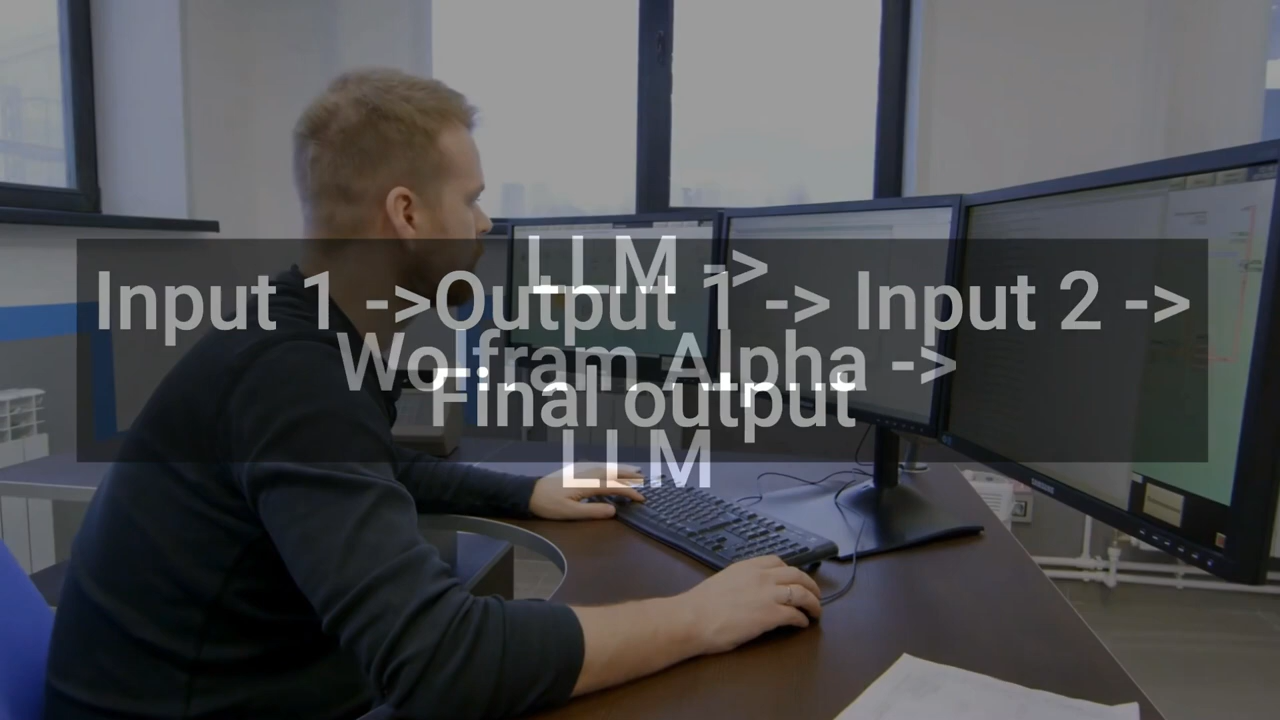 LLM ->
Input 1 ->Output 1 -> Input 2 ->
Wolfram Alpha ->
Final output
LLM